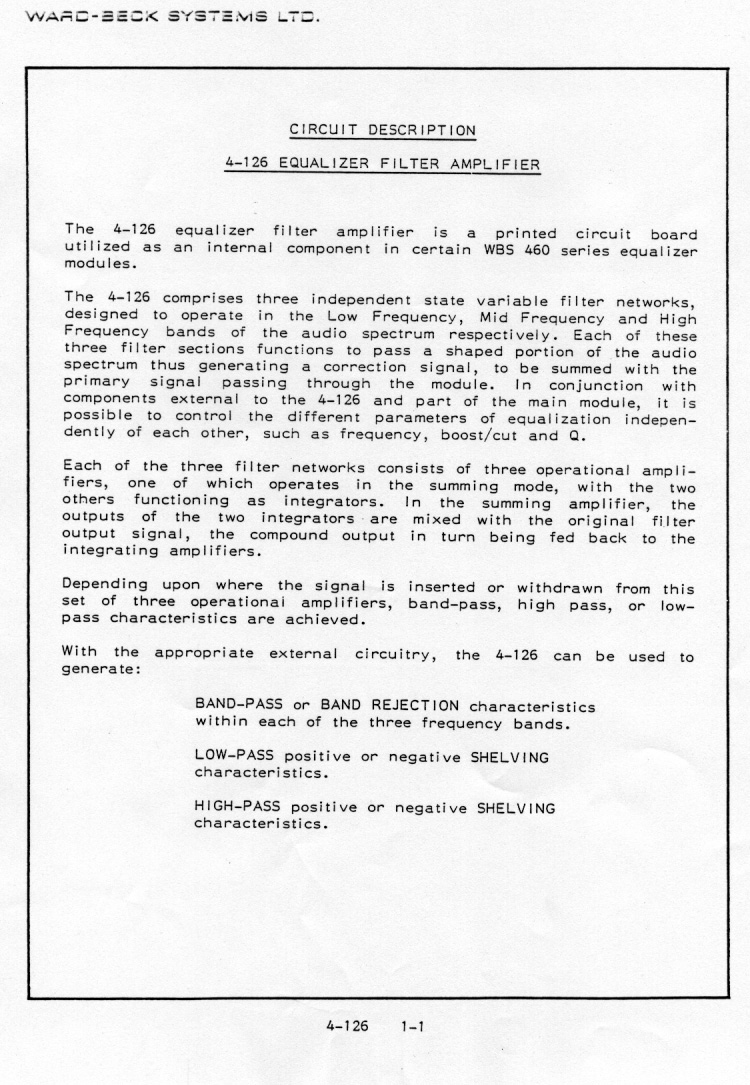 WARD-BECK SYSTEMS LTD.
CIRCUIT DESCRIPTION
4-126 EQUALIZER FILTER AMPLIFIER
The 4-126 equalizer filter amplifier is a printed circuit board
utilized as an internal component in certain WBS 460 series equalizer
modules.
The 4-126 comprises three independent state variable filter networks,
designed to operate in the Low Frequency, Mid Frequency and High
Frequency bands of the audio spectrum respectively. Each of these
three filter sections functions to pass a shaped portion of the audio
spectrum thus generating a correction signal, to be summed with the
primary signal passing through the module. In conjunction with
components external to the 4-126 and part of the main module, it is
possible to control the different parameters of equalization indepen-
dently of each other, such as frequency, boost/cut and Q.
Each of the three filter networks consists of three operational ampli-
fiers, one of which operates in the summing mode, with the two
others functioning as integrators. In the summing amplifier, the
outputs of the two integrators are mixed with the original filter
output signal, the compound output in turn being fed back to the
integrating amplifiers.
Depending upon where the signal is inserted or withdrawn from this
set of three operational amplifiers, band-pass, high pass, or low-
pass characteristics are achieved.
With the appropriate external circuitry, the 4-126 can be used to
generate:
BAND-PASS or BAND REJECTION characteristics
within each of the three frequency bands.
LOW-PASS positive or negative SHELVING
characteristics.
HIGH-PASS positive or negative SHELVING
characteristics.
4-126 1-1